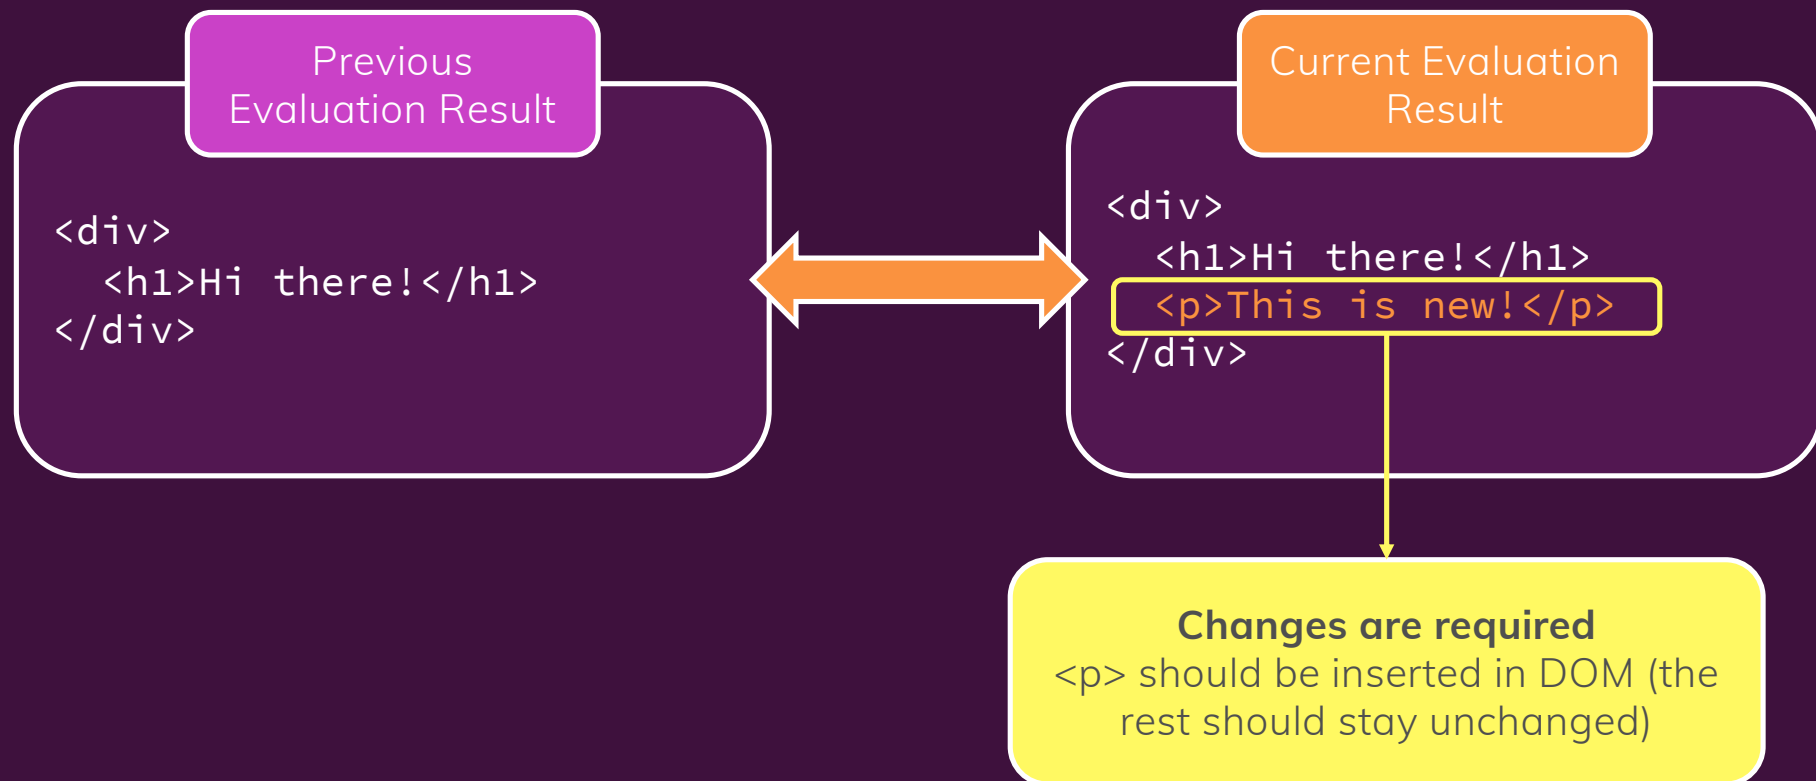 Previous
Evaluation Result
<div>
  <h1>Hi there!</h1>
</div>
Current Evaluation
Result
<div>
  <h1>Hi there!</h1>
  <p>This is new!</p>
</div>
Changes are required
<p> should be inserted in DOM (the
rest should stay unchanged)